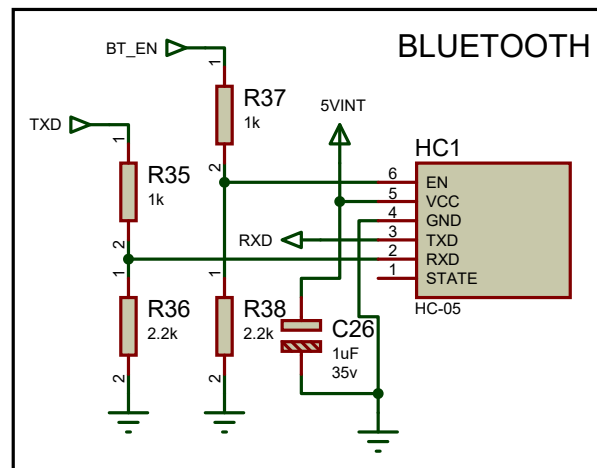 BLUETOOTH
BT_EN
1
R37
1k
2
5VINT
TXD
1
R35
1k
2
HC1
6
EN
5
VCC
4
GND
RXD
3
TXD
2
RXD
1
STATE
HC-05
1
R36
2.2k
2
1
R38
2.2k
2
C26
1uF
35v